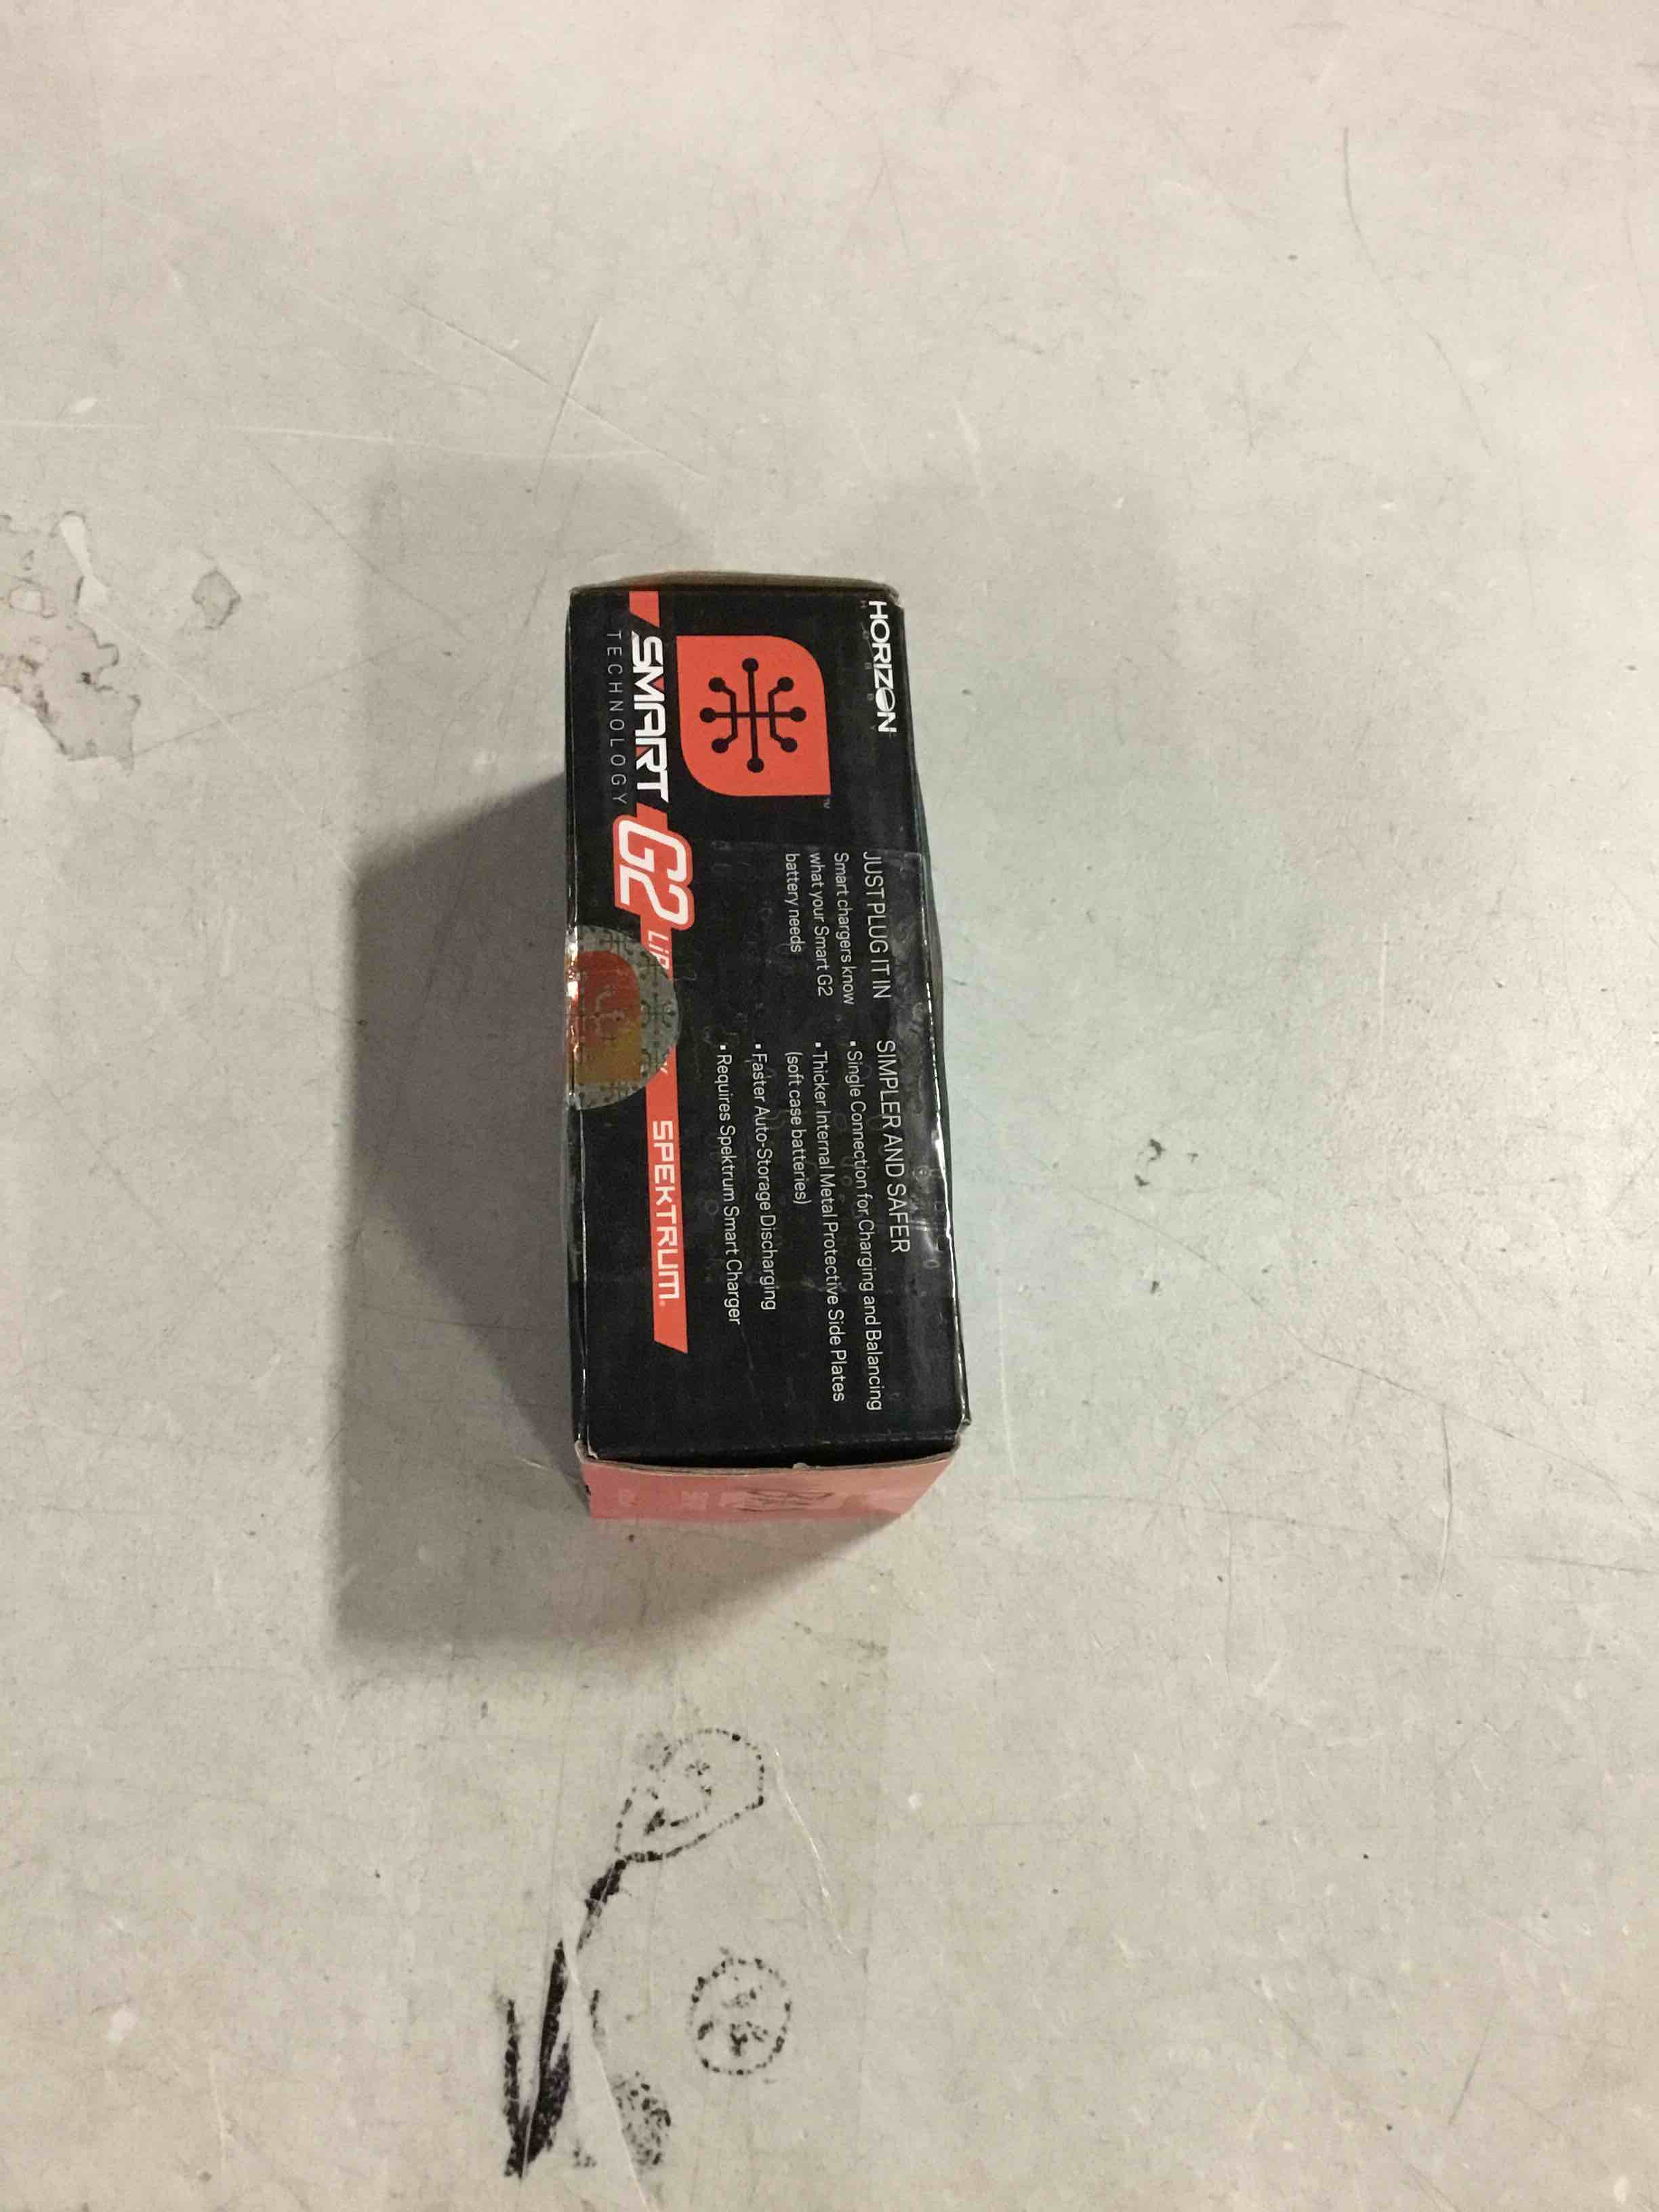 HORIZON
H O B B Y
™
SMART G2 LiP
TECHNOLOGY
SPEKTRUM®
JUST PLUG IT IN
Smart chargers know
what your Smart G2
battery needs
SIMPLER AND SAFER
▪ Single Connection for Charging and Balancing
▪ Thicker Internal Metal Protective Side Plates
(soft case batteries)
▪ Faster Auto-Storage Discharging
▪ Requires Spektrum Smart Charger